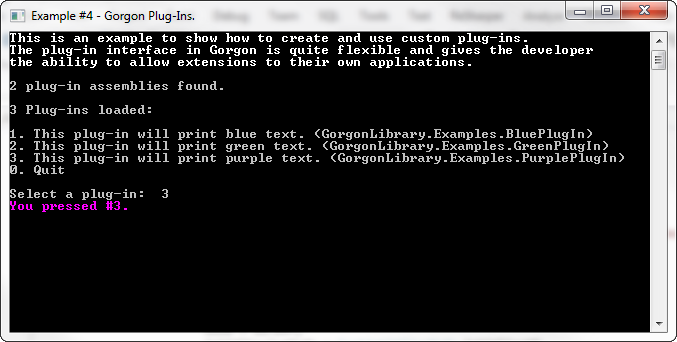 Example #4 - Gorgon Plug-Ins.
This is an example to show how to create and use custom plug-ins.
The plug-in interface in Gorgon is quite flexible and gives the developer
the ability to allow extensions to their own applications.
2 plug-in assemblies found.
3 Plug-ins loaded:
1. This plug-in will print blue text. (GorgonLibrary.Examples.BluePlugIn)
2. This plug-in will print green text. (GorgonLibrary.Examples.GreenPlugIn)
3. This plug-in will print purple text. (GorgonLibrary.Examples.PurplePlugIn)
0. Quit
Select a plug-in:  3
You pressed #3.